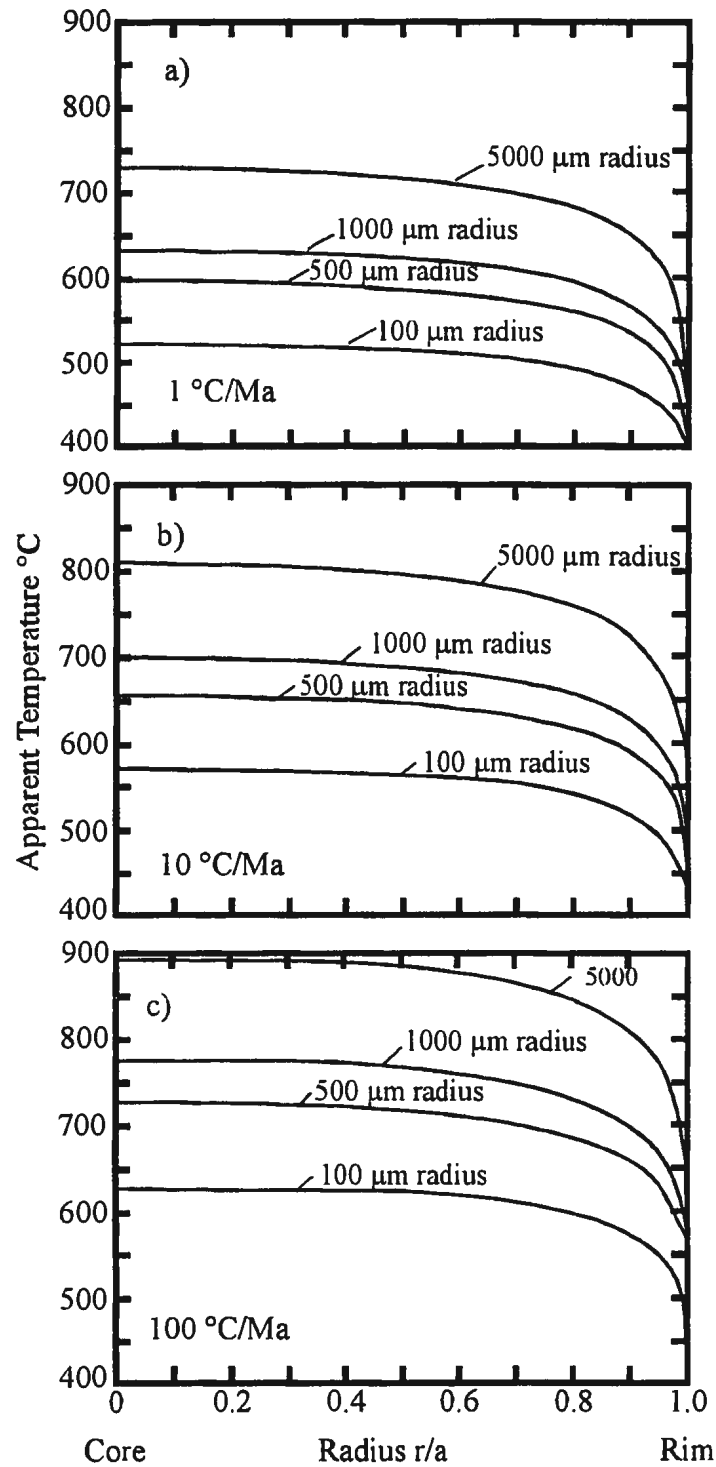 900
a)
800
5000 µm radius
700
1000 µm radius
600
500 µm radius
100 µm radius
500
1 °C/Ma
400
900
b)
5000 µm radius
800
1000 µm radius
700
500 µm radius
600
100 µm radius
500
10 °C/Ma
400
Apparent Temperature °C
900
5000
c)
800
1000 µm radius
500 µm radius
700
100 µm radius
600
500
100 °C/Ma
400
0 0.2 0.4 0.6 0.8 1.0
Core Radius r/a Rim